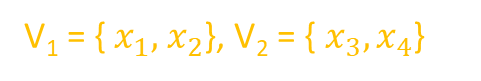 V₁ = { x₁, x₂}, V₂ = { x₃, x₄}